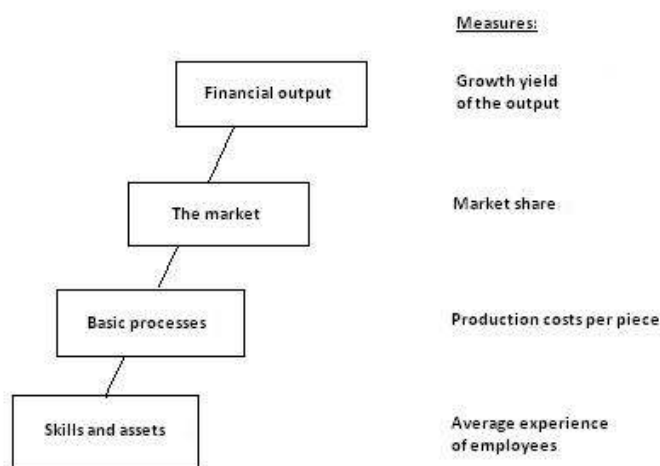 Measures:
Financial output
Growth yield
of the output
The market
Market share
Basic processes
Production costs per piece
Skills and assets
Average experience
of employees